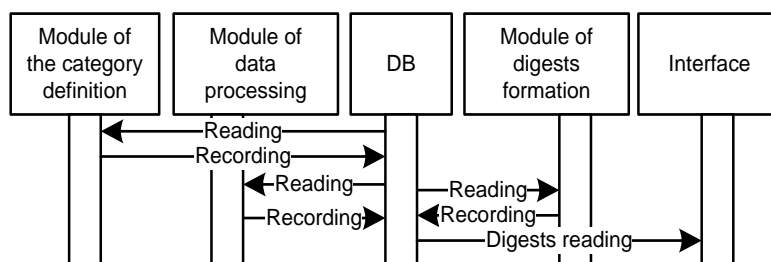 Module of
the category
definition
Module of
data
processing
DB
Module of
digests
formation
Interface
Reading
Recording
Reading
Reading
Recording
Recording
Digests reading